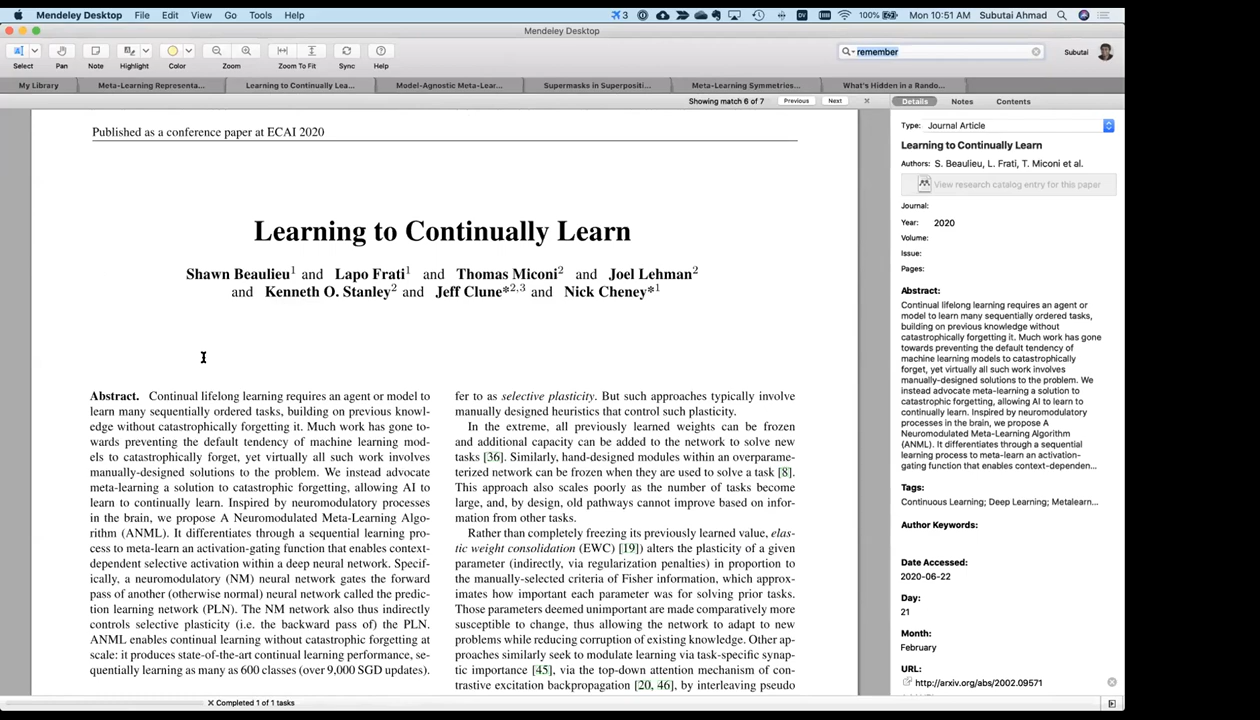 Mendeley Desktop File Edit View Go Tools Help 3 100% Mon 10:51 AM Subutai Ahmad
Mendeley Desktop
Select Pan Note Highlight Color Zoom Zoom To Fit Sync Help
remember
Subutai
My Library Meta-Learning Representa... Learning to Continually Lea... Model-Agnostic Meta-Lear... Supermasks in Superpositi... Meta-Learning Symmetries... What's Hidden in a Rando...
Showing match 6 of 7 Previous Next
Published as a conference paper at ECAI 2020
Learning to Continually Learn
Shawn Beaulieu1 and Lapo Frati1 and Thomas Miconi2 and Joel Lehman2
and Kenneth O. Stanley2 and Jeff Clune*2,3 and Nick Cheney*1
Abstract. Continual lifelong learning requires an agent or model to
learn many sequentially ordered tasks, building on previous knowl-
edge without catastrophically forgetting it. Much work has gone to-
wards preventing the default tendency of machine learning mod-
els to catastrophically forget, yet virtually all such work involves
manually-designed solutions to the problem. We instead advocate
meta-learning a solution to catastrophic forgetting, allowing AI to
learn to continually learn. Inspired by neuromodulatory processes
in the brain, we propose A Neuromodulated Meta-Learning Algo-
rithm (ANML). It differentiates through a sequential learning pro-
cess to meta-learn an activation-gating function that enables context-
dependent selective activation within a deep neural network. Specif-
ically, a neuromodulatory (NM) neural network gates the forward
pass of another (otherwise normal) neural network called the predic-
tion learning network (PLN). The NM network also thus indirectly
controls selective plasticity (i.e. the backward pass of) the PLN.
ANML enables continual learning without catastrophic forgetting at
scale: it produces state-of-the-art continual learning performance, se-
quentially learning as many as 600 classes (over 9,000 SGD updates).
fer to as selective plasticity. But such approaches typically involve
manually designed heuristics that control such plasticity.
In the extreme, all previously learned weights can be frozen
and additional capacity can be added to the network to solve new
tasks [36]. Similarly, hand-designed modules within an overparame-
terized network can be frozen when they are used to solve a task [8].
This approach also scales poorly as the number of tasks become
large, and, by design, old pathways cannot improve based on infor-
mation from other tasks.
Rather than completely freezing its previously learned value, elas-
tic weight consolidation (EWC) [19]) alters the plasticity of a given
parameter (indirectly, via regularization penalties) in proportion to
the manually-selected criteria of Fisher information, which approx-
imates how important each parameter was for solving prior tasks.
Those parameters deemed unimportant are made comparatively more
susceptible to change, thus allowing the network to adapt to new
problems while reducing corruption of existing knowledge. Other ap-
proaches similarly seek to modulate learning via task-specific synap-
tic importance [45], via the top-down attention mechanism of con-
trastive excitation backpropagation [20, 46], by interleaving pseudo
Details Notes Contents
Type: Journal Article
Learning to Continually Learn
Authors: S. Beaulieu, L. Frati, T. Miconi et al.
View research catalog entry for this paper
Journal:
Year: 2020
Volume:
Issue:
Pages:
Abstract:
Continual lifelong learning requires an agent or
model to learn many sequentially ordered tasks,
building on previous knowledge without
catastrophically forgetting it. Much work has gone
towards preventing the default tendency of
machine learning models to catastrophically
forget, yet virtually all such work involves
manually-designed solutions to the problem. We
instead advocate meta-learning a solution to
catastrophic forgetting, allowing AI to learn to
continually learn. Inspired by neuromodulatory
processes in the brain, we propose A
Neuromodulated Meta-Learning Algorithm
(ANML). It differentiates through a sequential
learning process to meta-learn an activation-
gating function that enables context-dependen...
Tags:
Continuous Learning; Deep Learning; Metalearn...
Author Keywords:
Date Accessed:
2020-06-22
Day:
21
Month:
February
URL:
http://arxiv.org/abs/2002.09571
X Completed 1 of 1 tasks